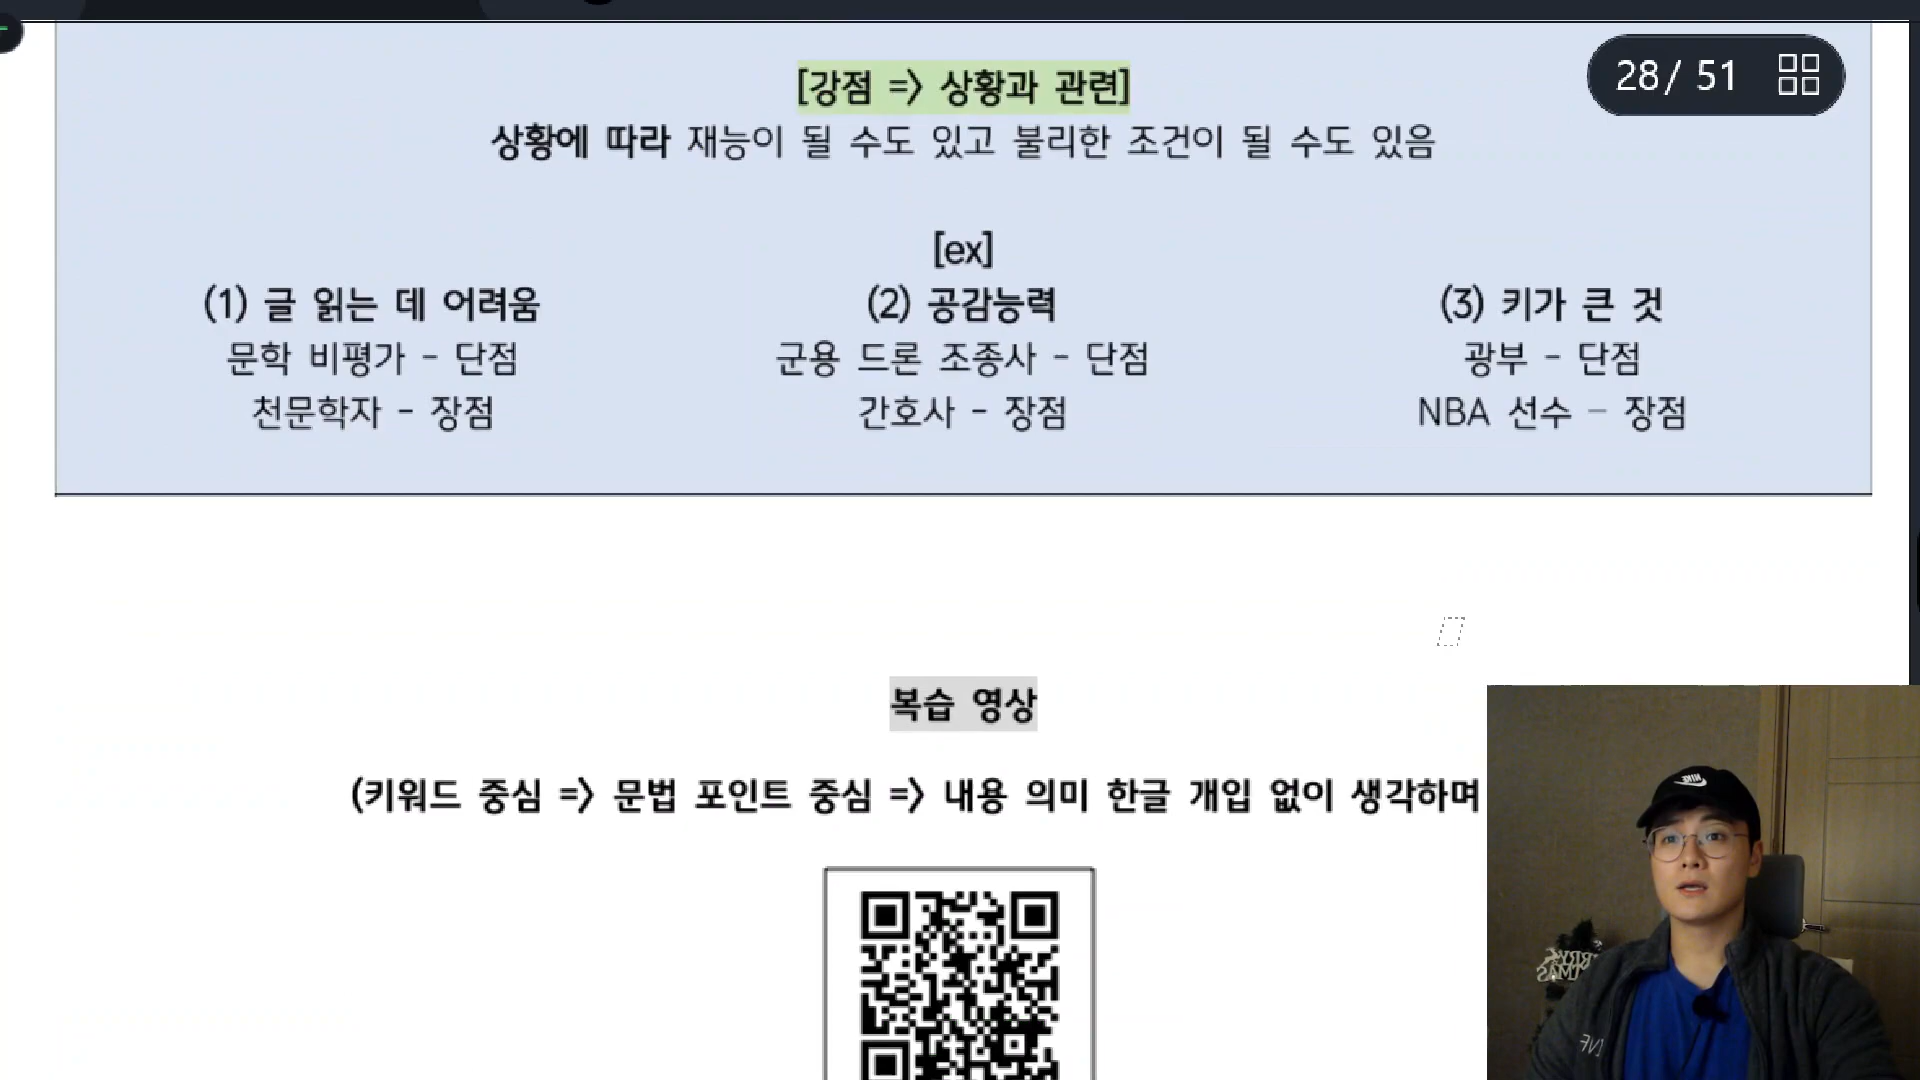 28/ 51
[강점 => 상황과 관련]
상황에 따라 재능이 될 수도 있고 불리한 조건이 될 수도 있음
[ex]
(1) 글 읽는 데 어려움
문학 비평가 - 단점
천문학자 - 장점
(2) 공감능력
군용 드론 조종사 - 단점
간호사 - 장점
(3) 키가 큰 것
광부 - 단점
NBA 선수 - 장점
복습 영상
(키워드 중심 => 문법 포인트 중심 => 내용 의미 한글 개입 없이 생각하며